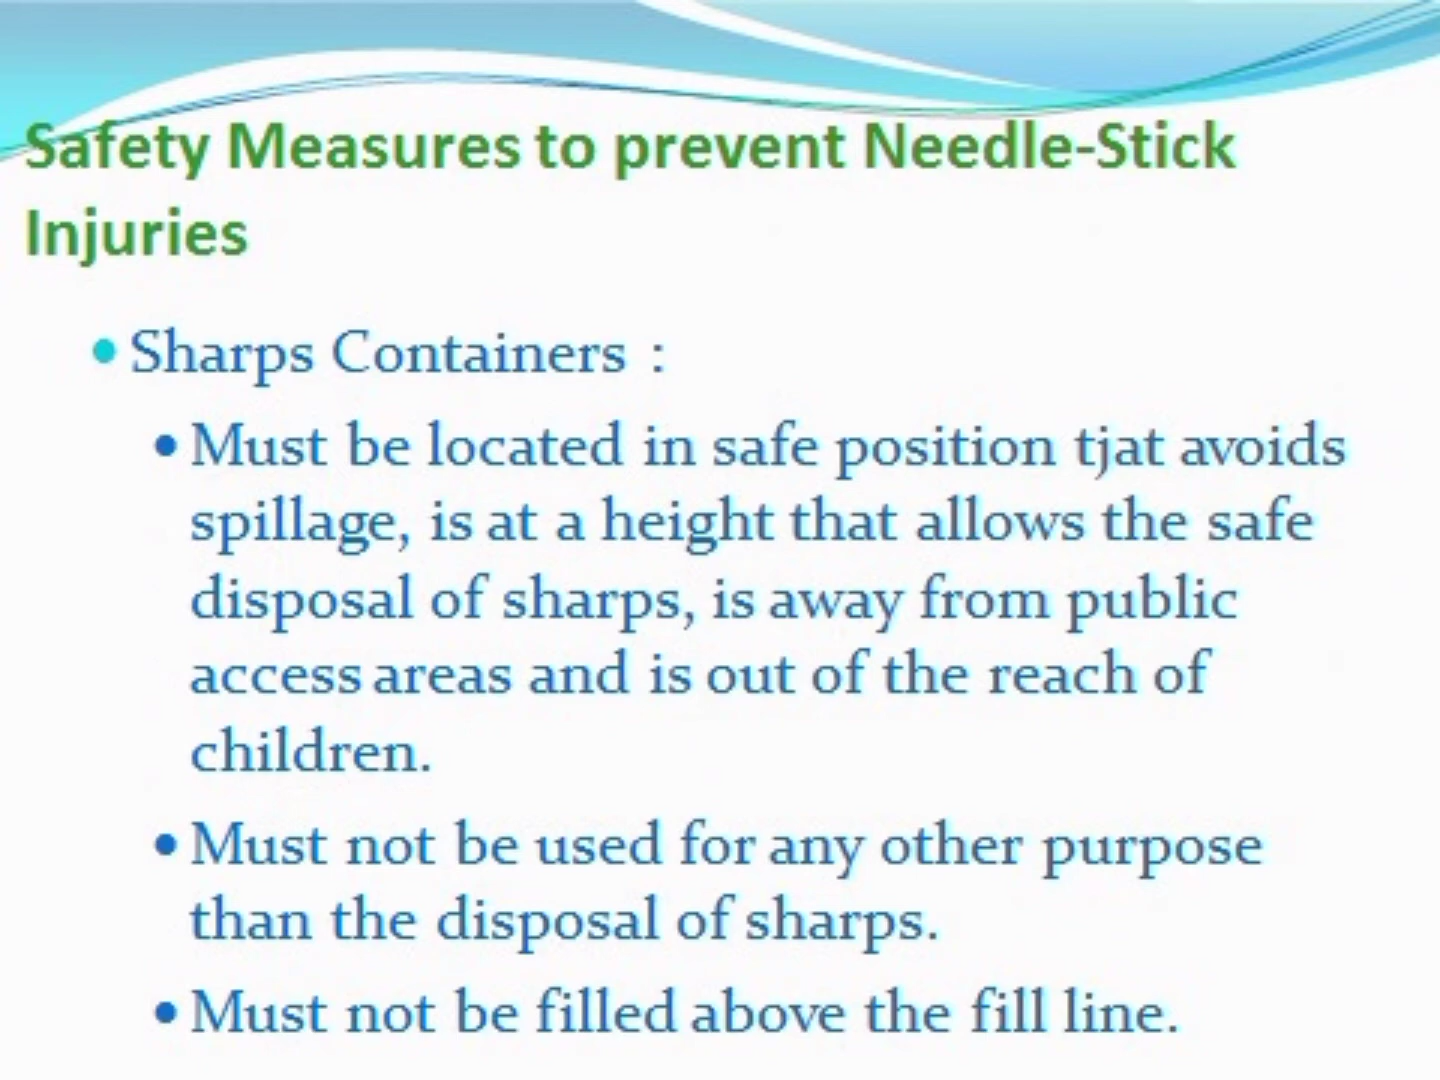 Safety Measures to prevent Needle-Stick
Injuries
• Sharps Containers :
• Must be located in safe position tjat avoids
spillage, is at a height that allows the safe
disposal of sharps, is away from public
access areas and is out of the reach of
children.
• Must not be used for any other purpose
than the disposal of sharps.
• Must not be filled above the fill line.